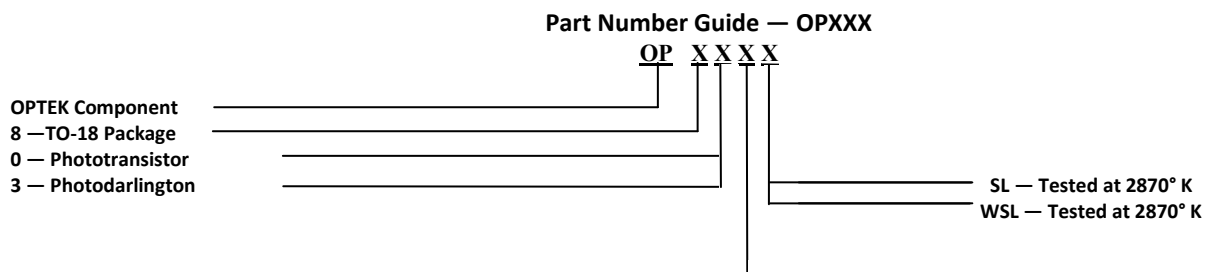 Part Number Guide — OPXXX
OP X X X X
OPTEK Component
8 —TO-18 Package
0 — Phototransistor
3 — Photodarlington
SL — Tested at 2870° K
WSL — Tested at 2870° K